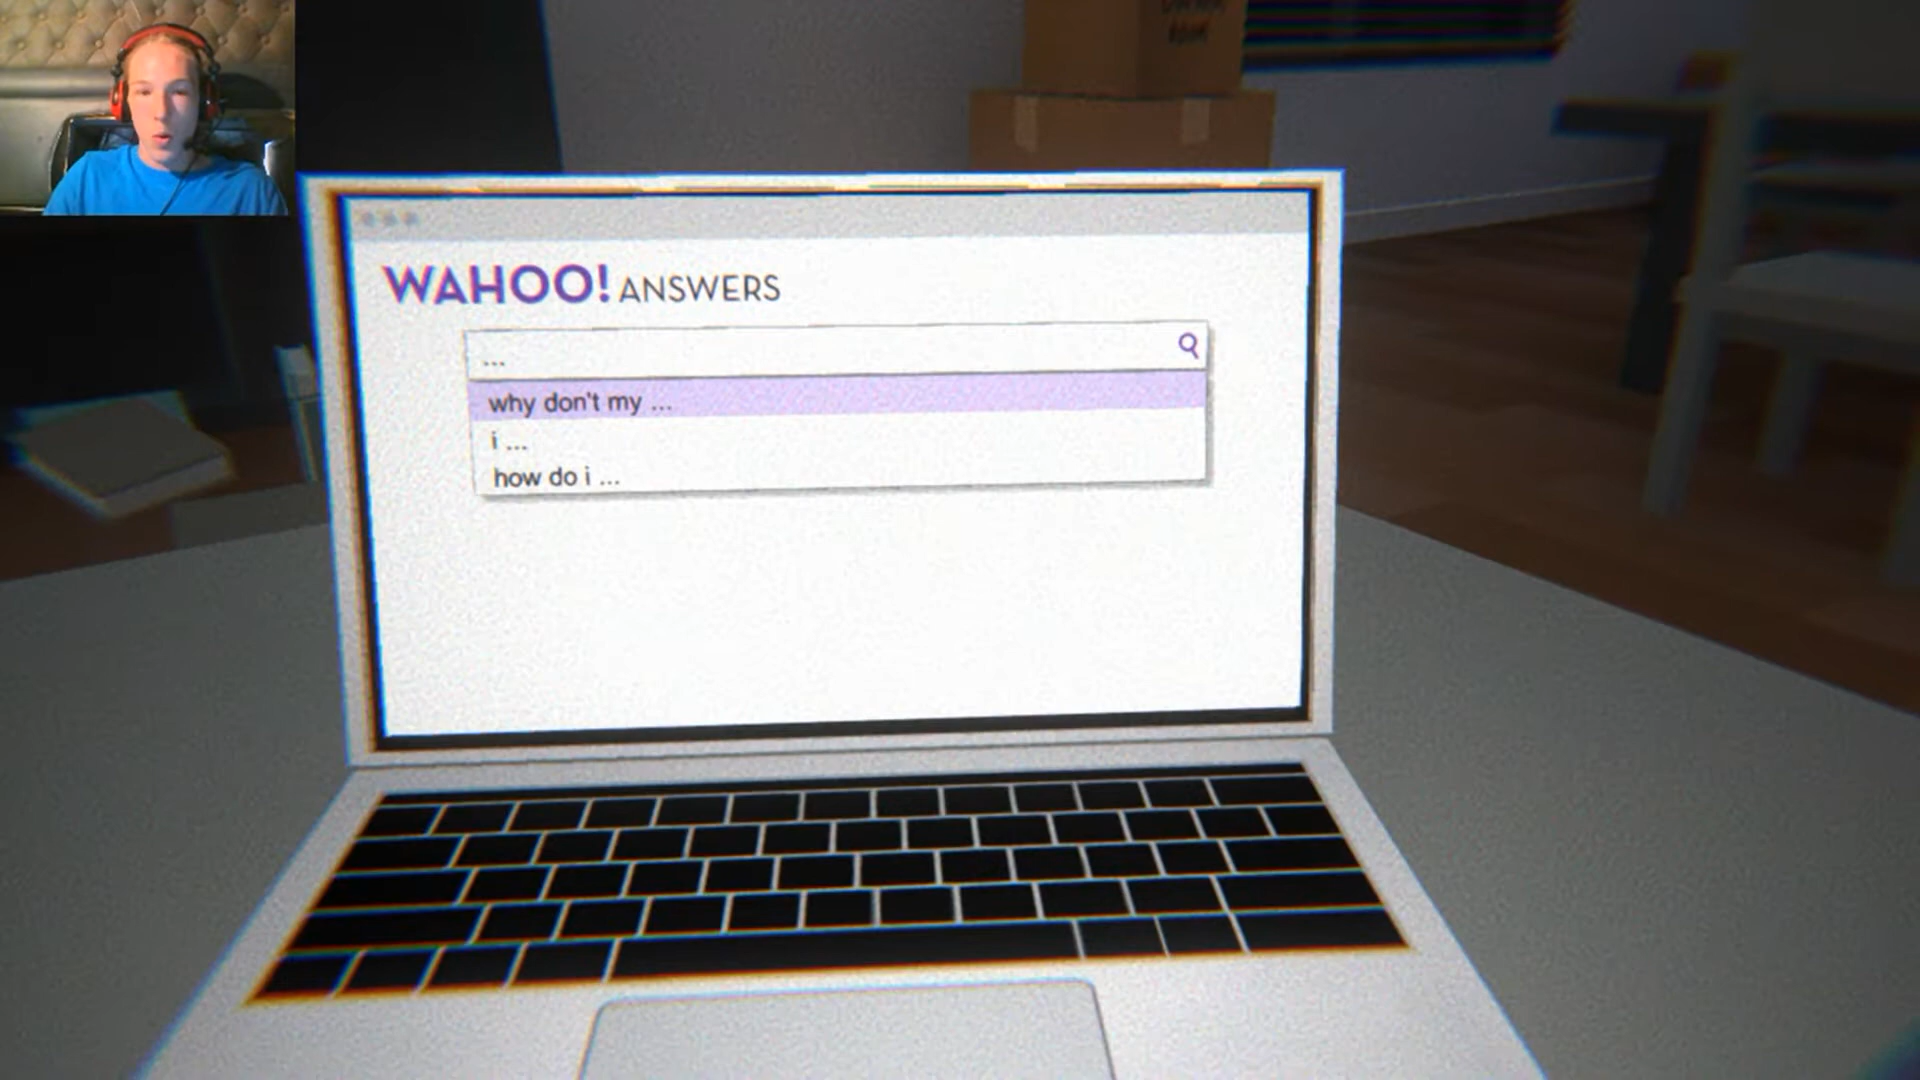 WAHOO! ANSWERS
...
why don't my ...
i ...
how do i ...